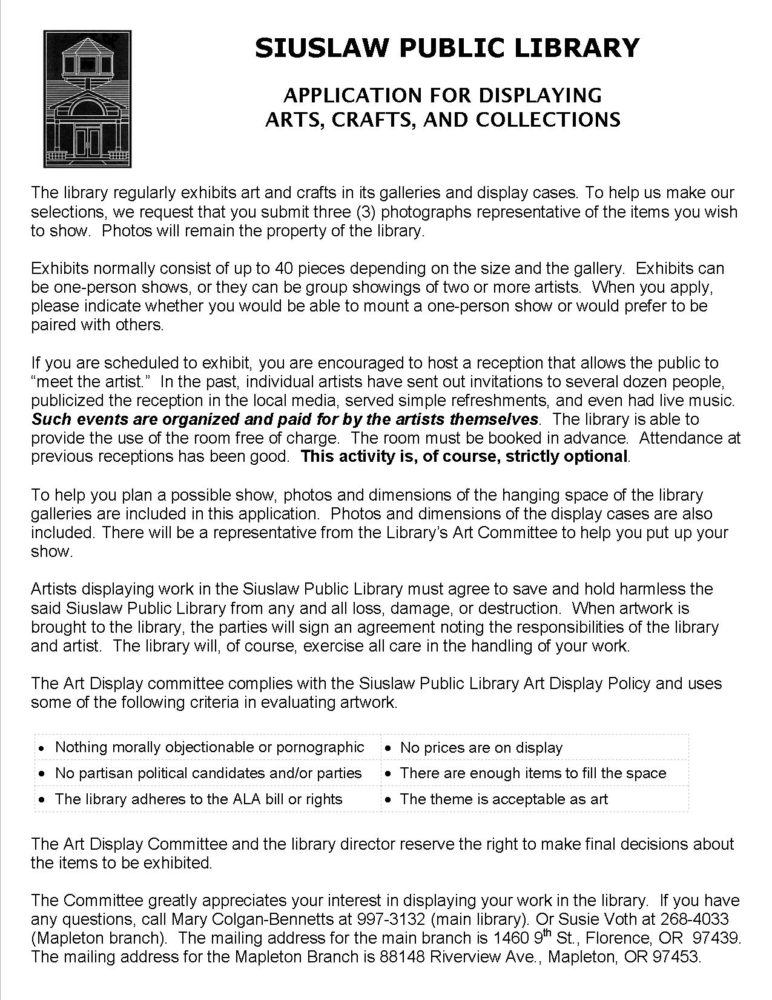 SIUSLAW PUBLIC LIBRARY
APPLICATION FOR DISPLAYING
ARTS, CRAFTS, AND COLLECTIONS
The library regularly exhibits art and crafts in its galleries and display cases. To help us make our
selections, we request that you submit three (3) photographs representative of the items you wish
to show.  Photos will remain the property of the library.
Exhibits normally consist of up to 40 pieces depending on the size and the gallery.  Exhibits can
be one-person shows, or they can be group showings of two or more artists.  When you apply,
please indicate whether you would be able to mount a one-person show or would prefer to be
paired with others.
If you are scheduled to exhibit, you are encouraged to host a reception that allows the public to
“meet the artist.”  In the past, individual artists have sent out invitations to several dozen people,
publicized the reception in the local media, served simple refreshments, and even had live music.
Such events are organized and paid for by the artists themselves.  The library is able to
provide the use of the room free of charge.  The room must be booked in advance.  Attendance at
previous receptions has been good.  This activity is, of course, strictly optional.
To help you plan a possible show, photos and dimensions of the hanging space of the library
galleries are included in this application.  Photos and dimensions of the display cases are also
included. There will be a representative from the Library’s Art Committee to help you put up your
show.
Artists displaying work in the Siuslaw Public Library must agree to save and hold harmless the
said Siuslaw Public Library from any and all loss, damage, or destruction.  When artwork is
brought to the library, the parties will sign an agreement noting the responsibilities of the library
and artist.  The library will, of course, exercise all care in the handling of your work.
The Art Display committee complies with the Siuslaw Public Library Art Display Policy and uses
some of the following criteria in evaluating artwork.
• Nothing morally objectionable or pornographic
• No prices are on display
• No partisan political candidates and/or parties
• There are enough items to fill the space
• The library adheres to the ALA bill or rights
• The theme is acceptable as art
The Art Display Committee and the library director reserve the right to make final decisions about
the items to be exhibited.
The Committee greatly appreciates your interest in displaying your work in the library.  If you have
any questions, call Mary Colgan-Bennetts at 997-3132 (main library). Or Susie Voth at 268-4033
(Mapleton branch).  The mailing address for the main branch is 1460 9th St., Florence, OR  97439.
The mailing address for the Mapleton Branch is 88148 Riverview Ave., Mapleton, OR 97453.